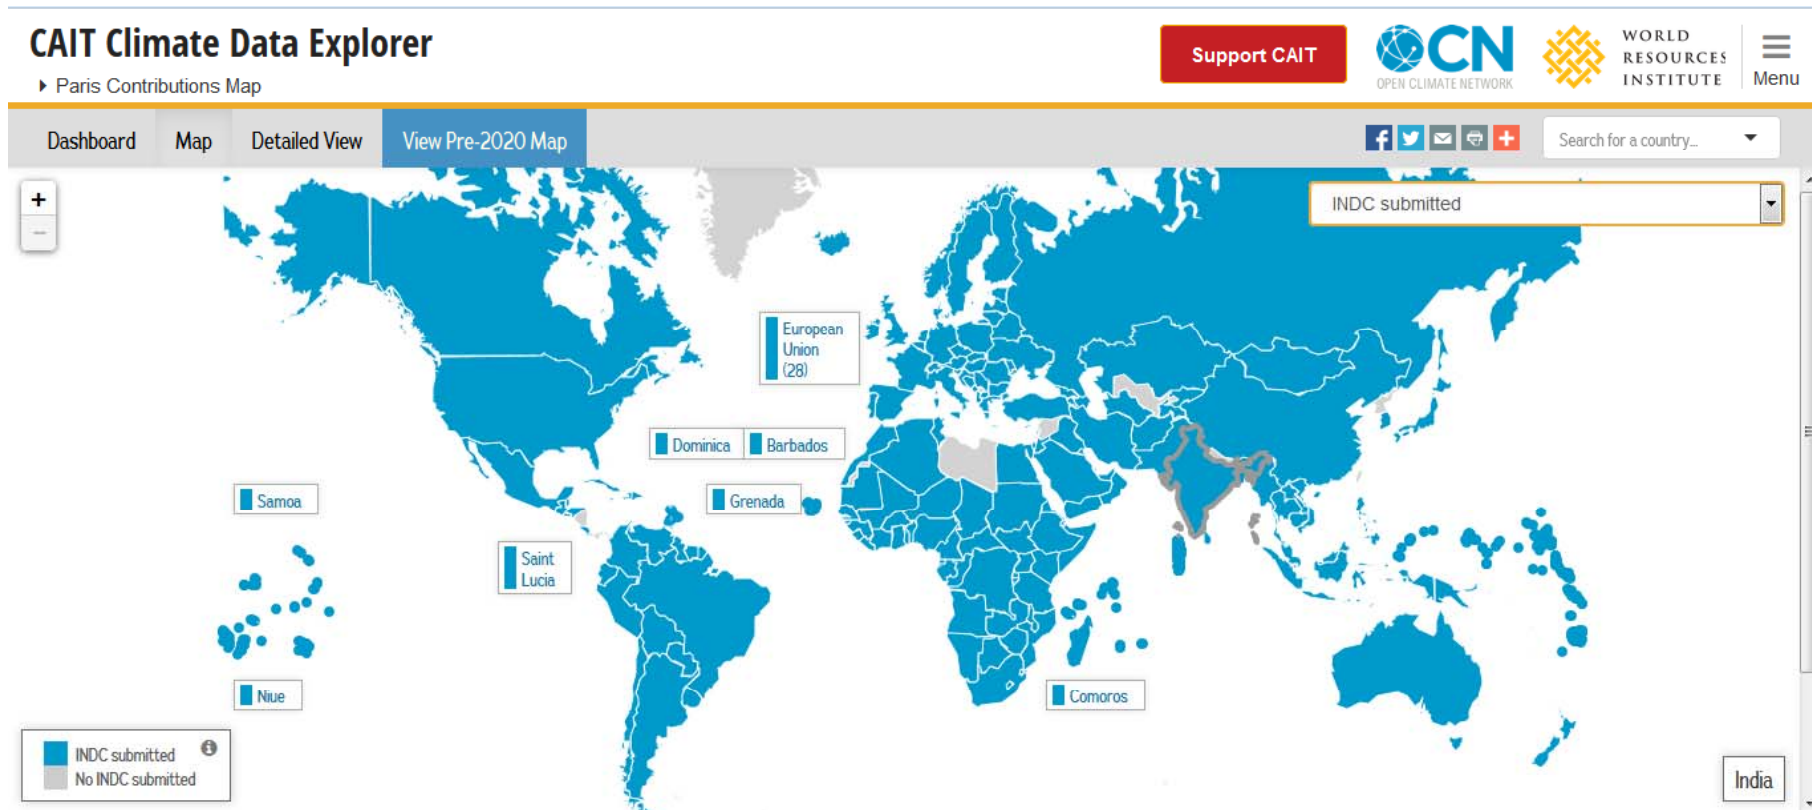 CAIT Climate Data Explorer
Paris Contributions Map
Support CAIT
OCN
OPEN CLIMATE NETWORK
WORLD
RESOURCES
INSTITUTE
Menu
Dashboard
Map
Detailed View
View Pre-2020 Map
Search for a country...
INDC submitted
European
Union
(28)
Dominica
Barbados
Samoa
Grenada
Saint
Lucia
Niue
Comoros
INDC submitted
No INDC submitted
India